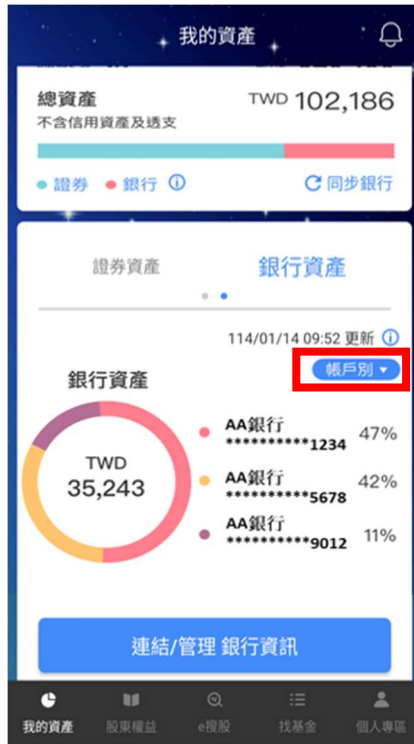 我的資產
總資產
TWD 102,186
不含信用資產及透支
證券 銀行
同步銀行
證券資產
銀行資產
114/01/14 09:52 更新
帳戶別
銀行資產
TWD
35,243
AA銀行
**********1234
47%
AA銀行
**********5678
42%
AA銀行
**********9012
11%
連結/管理 銀行資訊
我的資產
股東權益
e搜股
找基金
個人專區